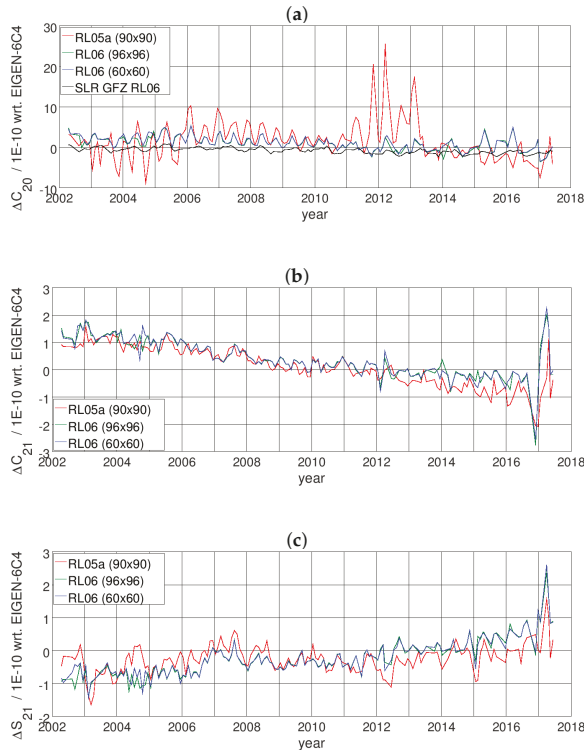 (a)
30
20
10
0
-10
RL05a (90x90)
RL06 (96x96)
RL06 (60x60)
SLR GFZ RL06
ΔC20 / 1E-10 wrt. EIGEN-6C4
2002 2004 2006 2008 2010 2012 2014 2016 2018
year
(b)
3
2
1
0
-1
-2
-3
RL05a (90x90)
RL06 (96x96)
RL06 (60x60)
ΔC21 / 1E-10 wrt. EIGEN-6C4
2002 2004 2006 2008 2010 2012 2014 2016 2018
year
(c)
3
2
1
0
-1
-2
RL05a (90x90)
RL06 (96x96)
RL06 (60x60)
ΔS21 / 1E-10 wrt. EIGEN-6C4
2002 2004 2006 2008 2010 2012 2014 2016 2018
year